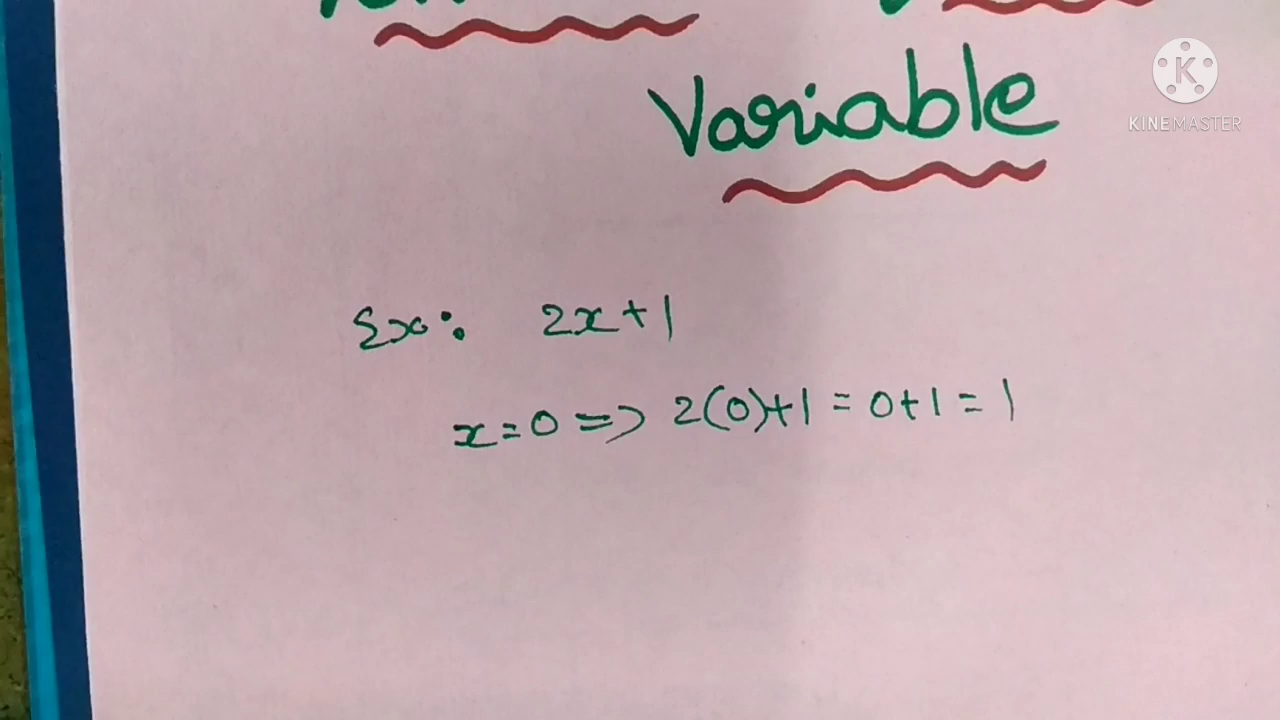 Variable
KINEMASTER
Ex: 2x+1
x=0 => 2(0)+1 = 0+1 = 1